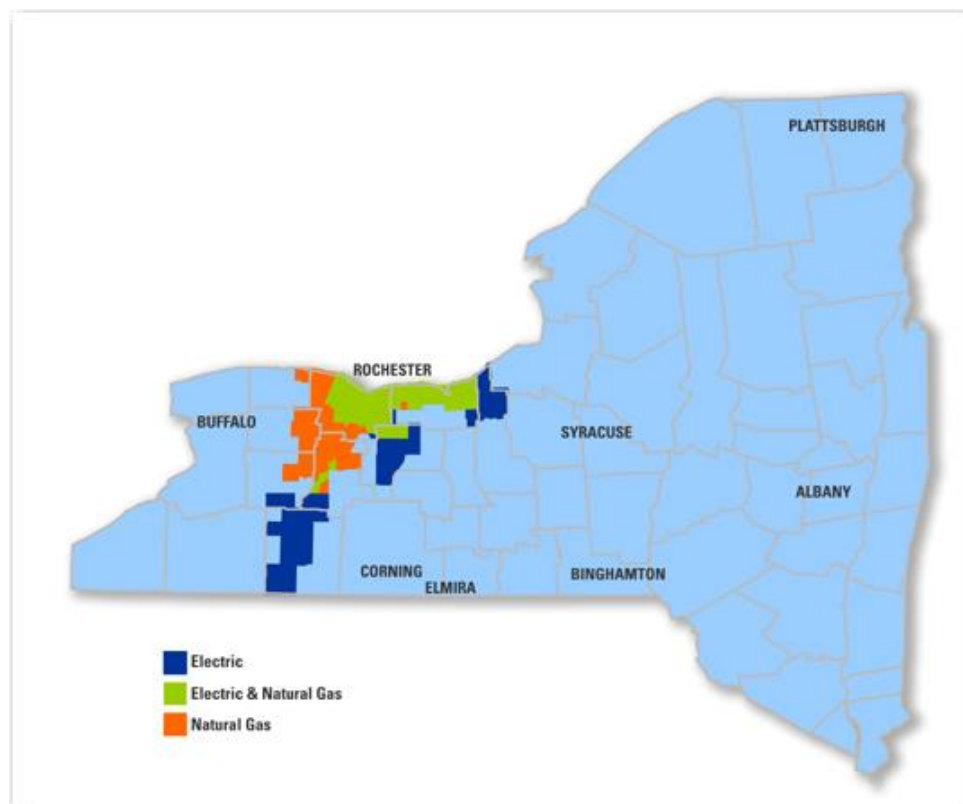 PLATTSBURGH
ROCHESTER
BUFFALO
SYRACUSE
ALBANY
CORNING
ELMIRA
BINGHAMTON
Electric
Electric & Natural Gas
Natural Gas